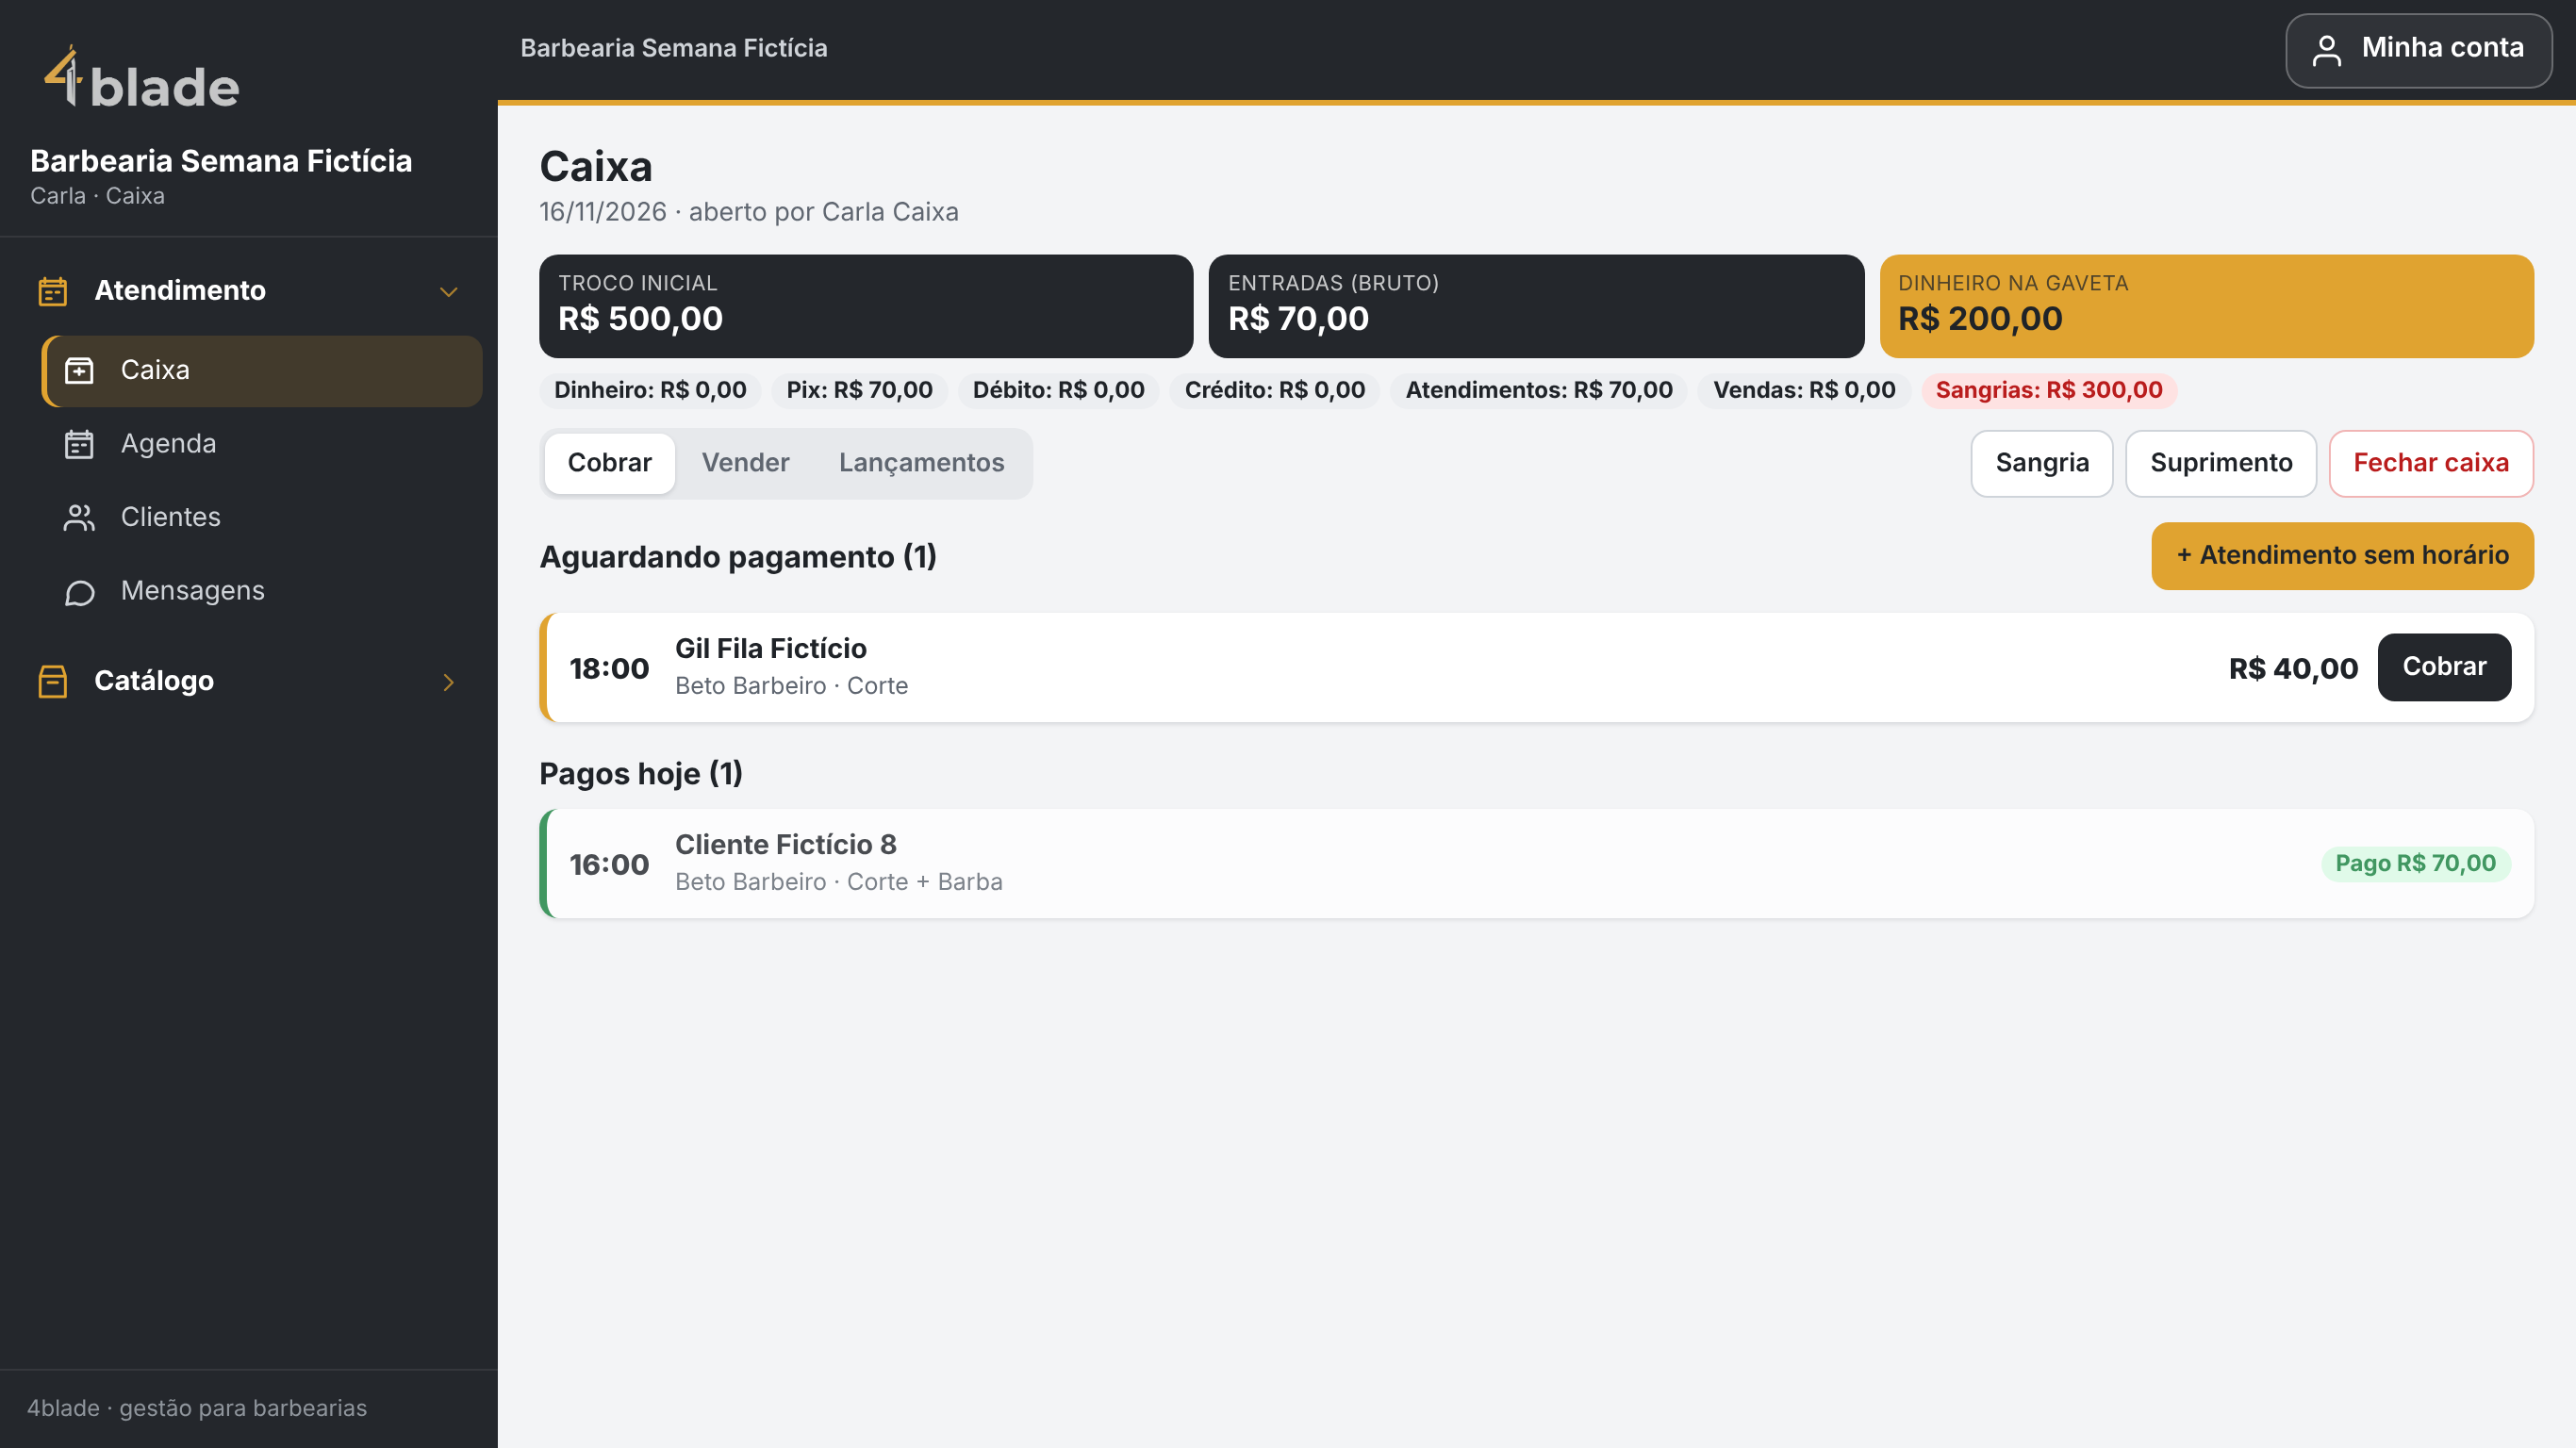 4blade
Barbearia Semana Fictícia
Carla · Caixa
Atendimento
Caixa
Agenda
Clientes
Mensagens
Catálogo
4blade · gestão para barbearias
Barbearia Semana Fictícia
Minha conta
Caixa
16/11/2026 · aberto por Carla Caixa
TROCO INICIAL
R$ 500,00
ENTRADAS (BRUTO)
R$ 70,00
DINHEIRO NA GAVETA
R$ 200,00
Dinheiro: R$ 0,00
Pix: R$ 70,00
Débito: R$ 0,00
Crédito: R$ 0,00
Atendimentos: R$ 70,00
Vendas: R$ 0,00
Sangrias: R$ 300,00
Cobrar
Vender
Lançamentos
Sangria
Suprimento
Fechar caixa
Aguardando pagamento (1)
+ Atendimento sem horário
18:00
Gil Fila Fictício
Beto Barbeiro · Corte
R$ 40,00
Cobrar
Pagos hoje (1)
16:00
Cliente Fictício 8
Beto Barbeiro · Corte + Barba
Pago R$ 70,00